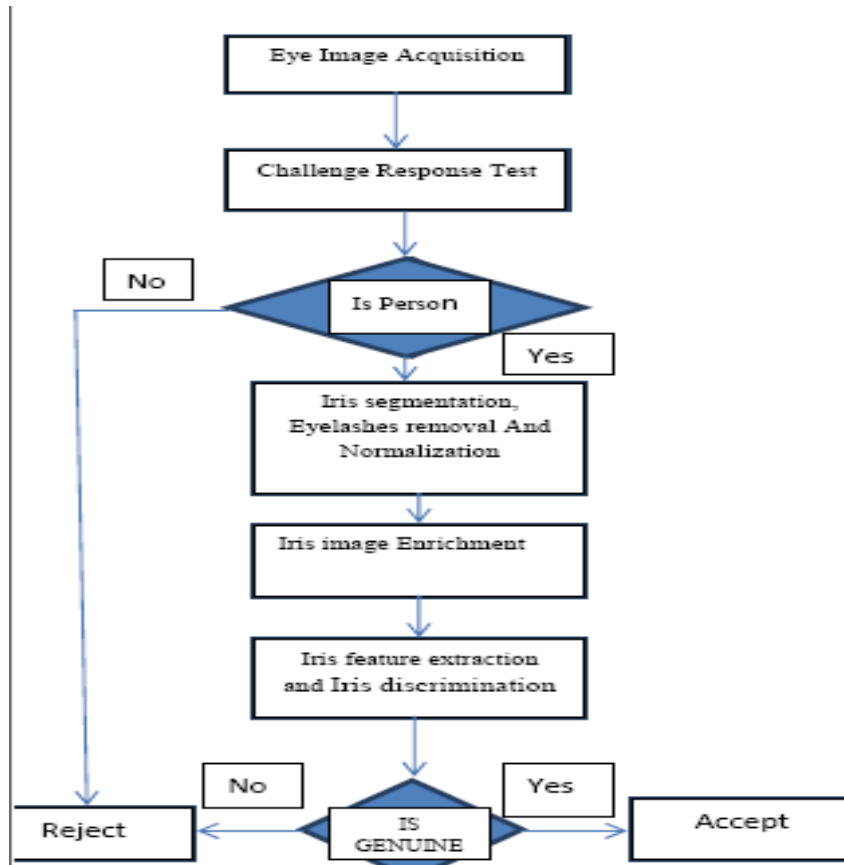 Eye Image Acquisition
Challenge Response Test
No
Is Person
Yes
Iris segmentation,
Eyelashes removal And
Normalization
Iris image Enrichment
Iris feature extraction
and Iris discrimination
No
Yes
Reject
IS
GENUINE
Accept